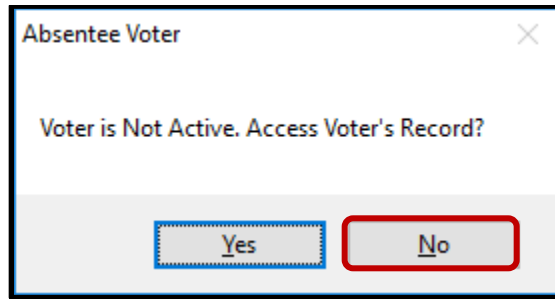 Absentee Voter
Voter is Not Active. Access Voter's Record?
Yes No